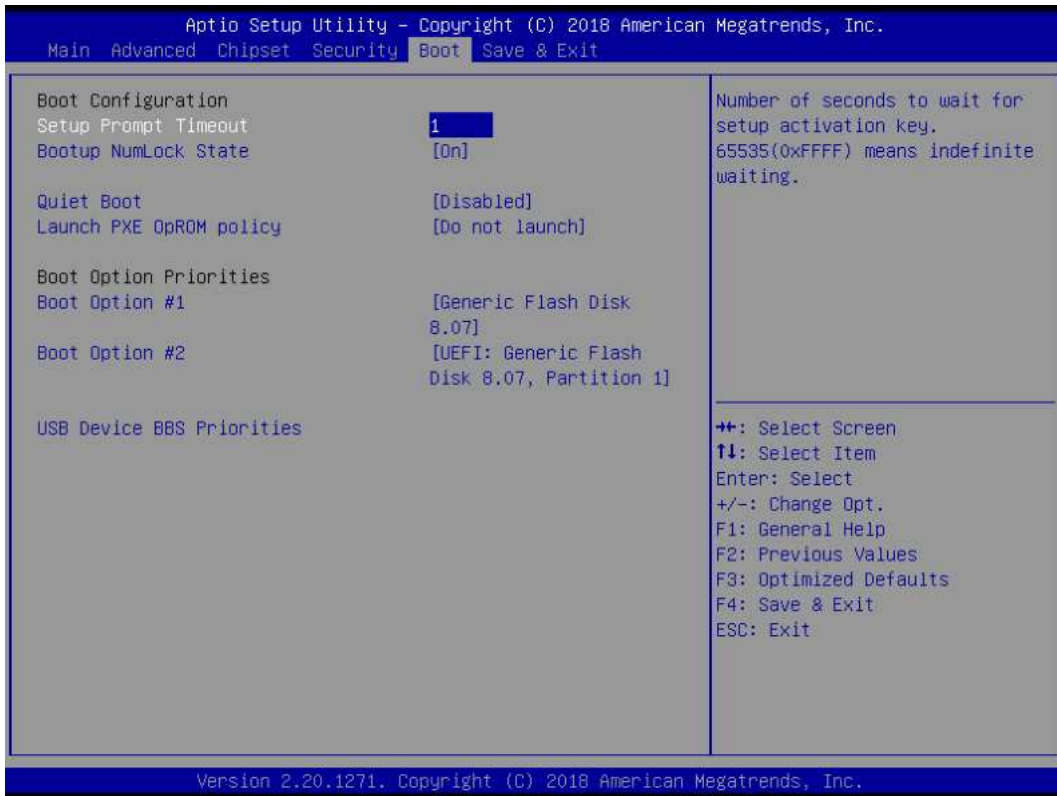 Aptio Setup Utility – Copyright (C) 2018 American Megatrends, Inc.
Main Advanced Chipset Security Boot Save & Exit
Boot Configuration
Setup Prompt Timeout 1
Bootup NumLock State [On]
Quiet Boot [Disabled]
Launch PXE OpROM policy [Do not launch]
Boot Option Priorities
Boot Option #1 [Generic Flash Disk
8.07]
Boot Option #2 [UEFI: Generic Flash
Disk 8.07, Partition 1]
USB Device BBS Priorities
Number of seconds to wait for
setup activation key.
65535(0xFFFF) means indefinite
waiting.
→←: Select Screen
↑↓: Select Item
Enter: Select
+/-: Change Opt.
F1: General Help
F2: Previous Values
F3: Optimized Defaults
F4: Save & Exit
ESC: Exit
Version 2.20.1271. Copyright (C) 2018 American Megatrends, Inc.